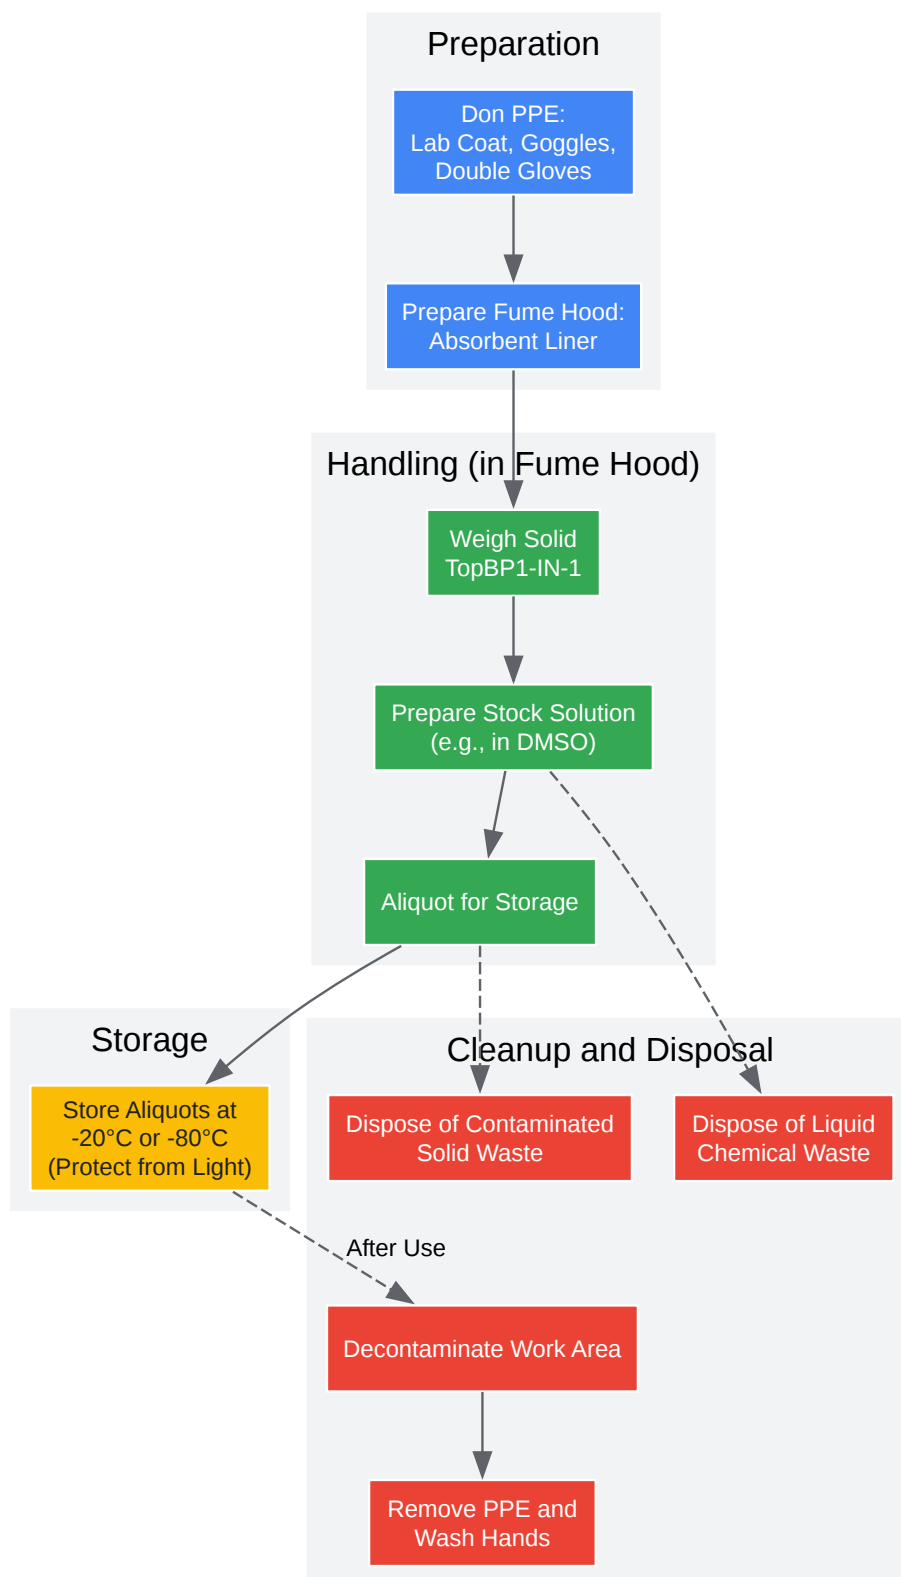 Preparation
Don PPE:
Lab Coat, Goggles,
Double Gloves
Prepare Fume Hood:
Absorbent Liner
Handling (in Fume Hood)
Weigh Solid
TopBP1-IN-1
Prepare Stock Solution
(e.g., in DMSO)
Aliquot for Storage
Storage
Store Aliquots at
-20°C or -80°C
(Protect from Light)
Cleanup and Disposal
Dispose of Contaminated
Solid Waste
Dispose of Liquid
Chemical Waste
After Use
Decontaminate Work Area
Remove PPE and
Wash Hands